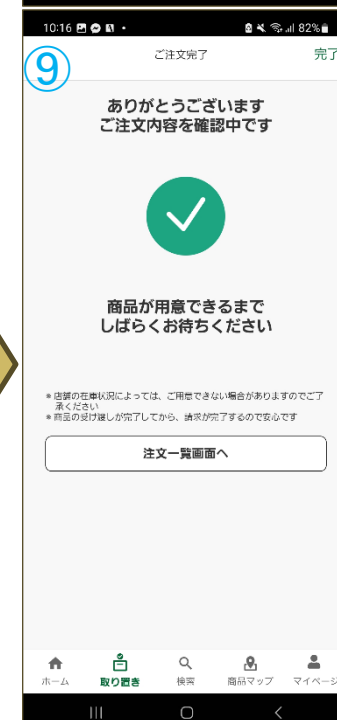 10:16 82%
⑨
ご注文完了 完了
ありがとうございます
ご注文内容を確認中です
商品が用意できるまで
しばらくお待ちください
※店舗の在庫状況によっては、ご用意できない場合がありますのでご了
承ください
※商品の受け渡しが完了してから、請求が完了するので安心です
注文一覧画面へ
ホーム 取り置き 検索 商品マップ マイページ